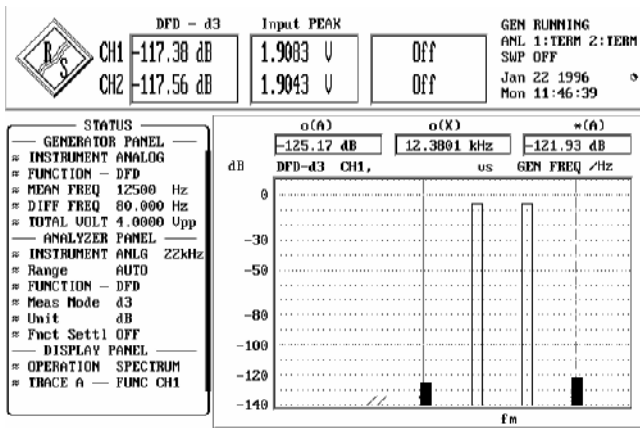 DFD - d3 Input PEAK
R S
CH1 -117.38 dB 1.9083 V Off
CH2 -117.56 dB 1.9043 V Off
GEN RUNNING
ANL 1:TERM 2:TERM
SWP OFF
Jan 22 1996
Mon 11:46:39
STATUS
GENERATOR PANEL
INSTRUMENT ANALOG
FUNCTION - DFD
MEAN FREQ 12500 Hz
DIFF FREQ 80.000 Hz
TOTAL VOLT 4.0000 Vpp
ANALYZER PANEL
INSTRUMENT ANLG 22kHz
Range AUTO
FUNCTION - DFD
Meas Mode d3
Unit dB
Fnct Settl OFF
DISPLAY PANEL
OPERATION SPECTRUM
TRACE A — FUNC CH1
o(A) o(X) *(A)
-125.17 dB 12.3801 kHz -121.93 dB
dB DFD-d3 CH1, vs GEN FREQ /Hz
0
-30
-50
-80
-100
-120
-140
fm